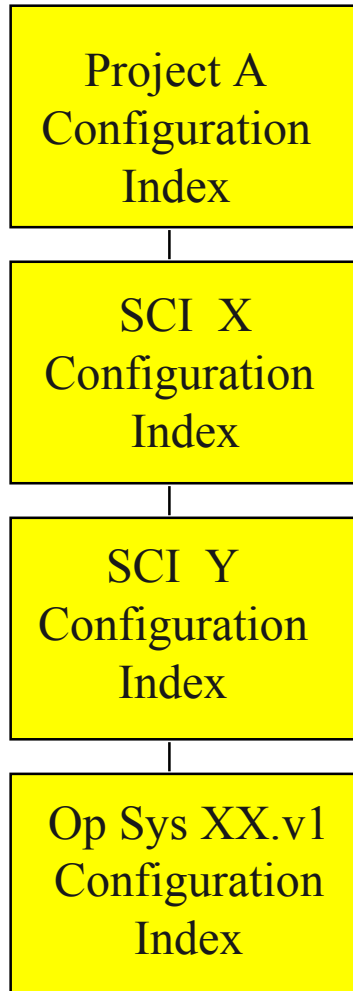 Project A
Configuration
Index
SCI X
Configuration
Index
SCI Y
Configuration
Index
Op Sys XX.v1
Configuration
Index